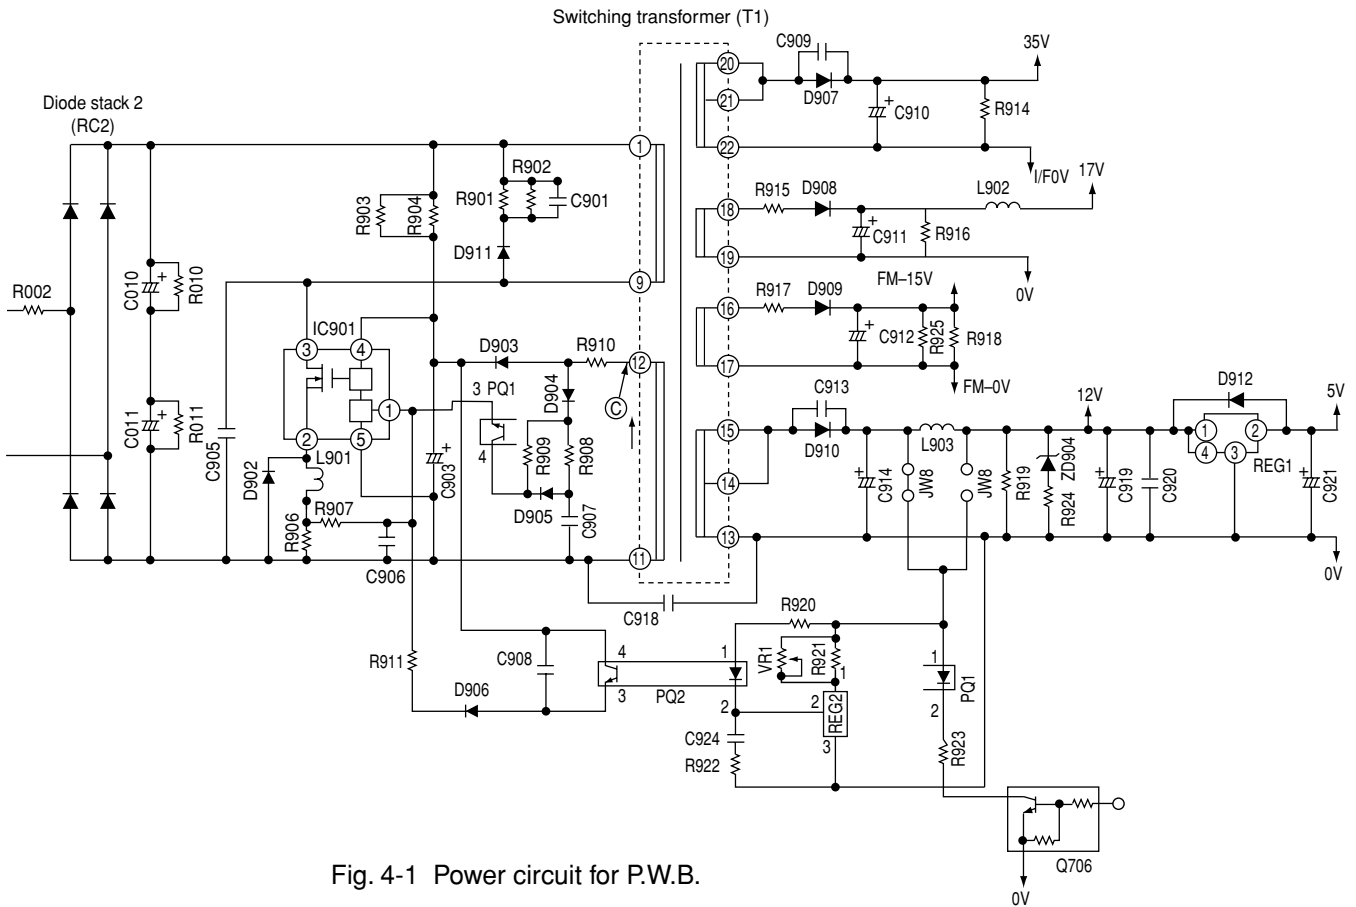 Switching transformer (T1)
C909
35V
20
21
22
D907
C910
R914
I/F0V
Diode stack 2
(RC2)
1
R902
R901
C901
R903
R904
D911
9
R915
D908
L902
17V
18
19
C911
R916
0V
FM–15V
R002
C010
R010
R917
D909
16
17
C912
R925
R918
FM–0V
IC901
3
4
1
2
5
D903
R910
12
3 PQ1
4
D904
C
R909
R908
D905
C907
11
C011
R011
C905
D902
L901
C903
R907
R906
C906
C913
12V
D912
5V
15
14
13
D910
L903
C914
JW8
JW8
R919
ZD904
R924
C919
C920
1
2
4
3
REG1
C921
0V
C918
R920
R911
C908
4
3
PQ2
1
2
VR1
R921
1
2
REG2
3
1
PQ1
2
D906
C924
R922
R923
Q706
0V
Fig. 4-1 Power circuit for P.W.B.